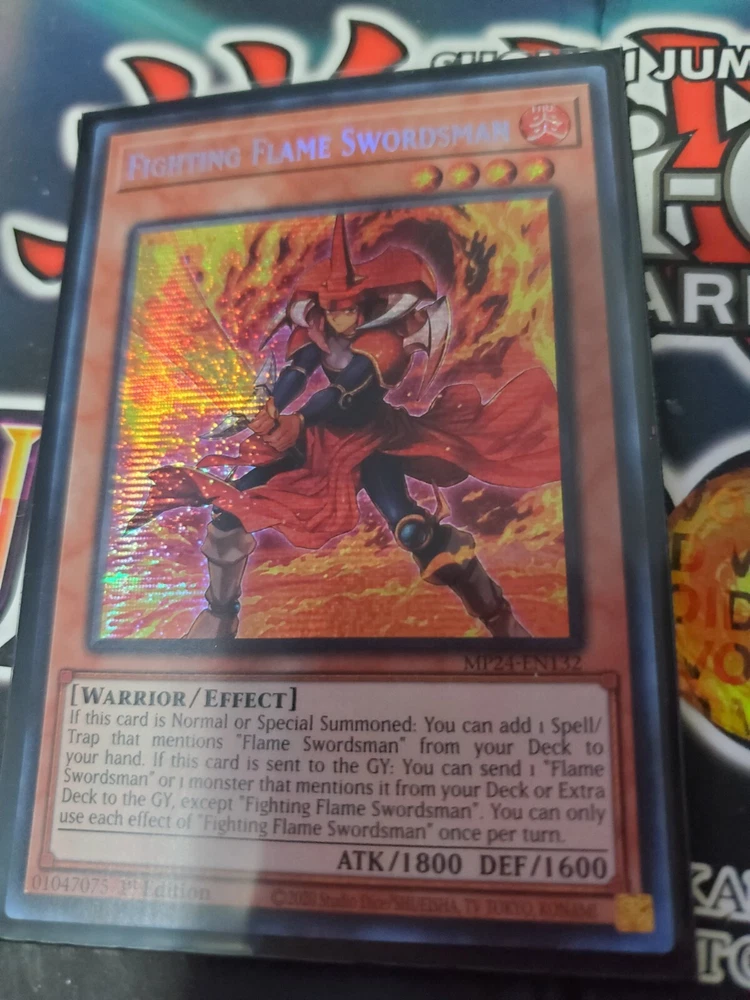 SHONEN JUM
FIGHTING FLAME SWORDSMAN
FIRE
炎
MP24-EN132
[WARRIOR/EFFECT]
If this card is Normal or Special Summoned: You can add 1 Spell/
Trap that mentions "Flame Swordsman" from your Deck to
your hand. If this card is sent to the GY: You can send 1 "Flame
Swordsman" or 1 monster that mentions it from your Deck or Extra
Deck to the GY, except "Fighting Flame Swordsman". You can only
use each effect of "Fighting Flame Swordsman" once per turn.
ATK/1800 DEF/1600
01047075 1st Edition
©2020 Studio Dice/SHUEISHA, TV TOKYO, KONAMI